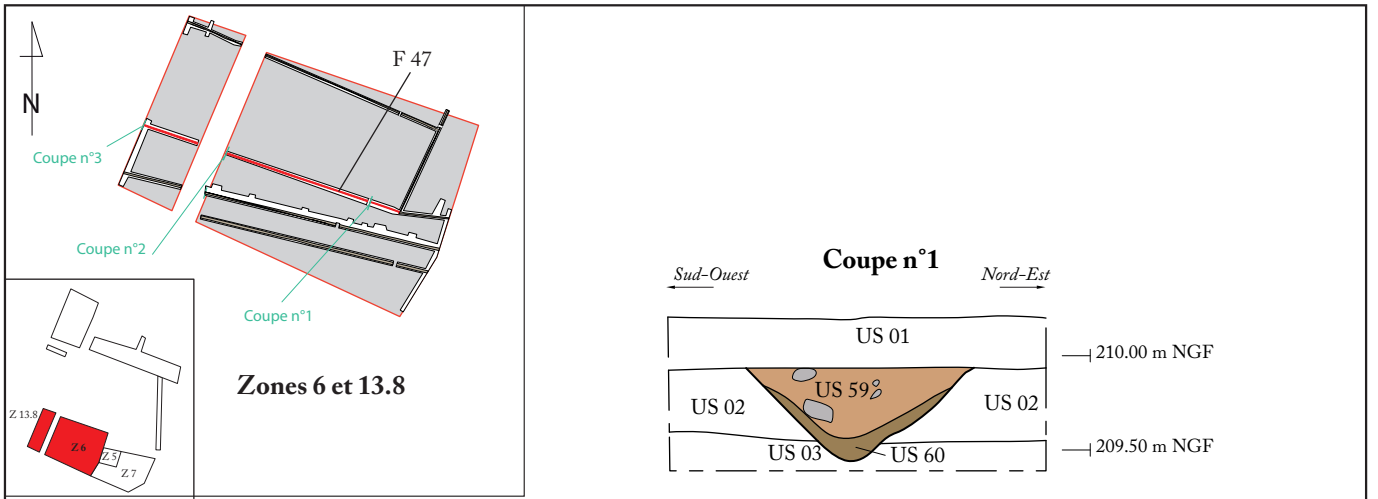 N
F 47
Coupe n°3
Coupe n°2
Coupe n°1
Zones 6 et 13.8
Z 13.8
Z 6
Z 5
Z 7
Coupe n°1
Sud-Ouest
Nord-Est
US 01
210.00 m NGF
US 59
US 02
US 02
US 03
US 60
209.50 m NGF